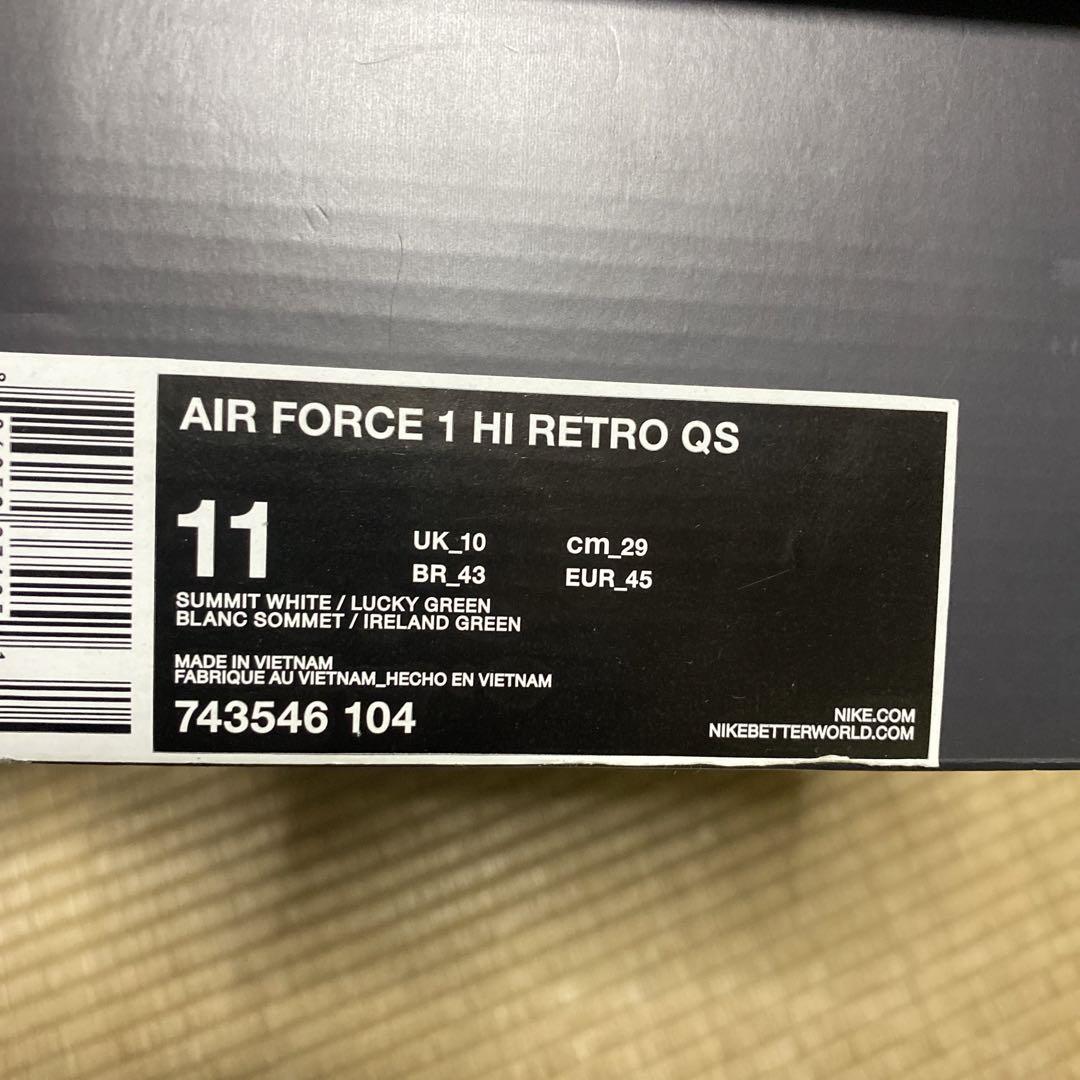 AIR FORCE 1 HI RETRO QS
11
UK_10 cm_29
BR_43 EUR_45
SUMMIT WHITE / LUCKY GREEN
BLANC SOMMET / IRELAND GREEN
MADE IN VIETNAM
FABRIQUE AU VIETNAM_HECHO EN VIETNAM
743546 104
NIKE.COM
NIKEBETTERWORLD.COM